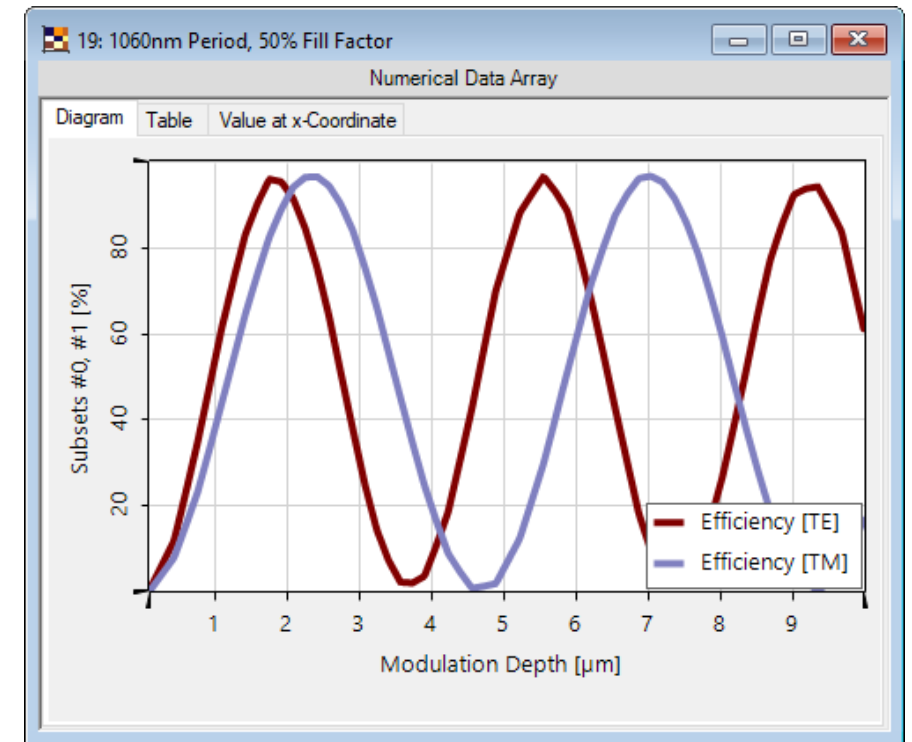 19: 1060nm Period, 50% Fill Factor
Numerical Data Array
Diagram Table Value at x-Coordinate
Subsets #0, #1 [%]
80
60
40
20
Efficiency [TE]
Efficiency [TM]
1 2 3 4 5 6 7 8 9
Modulation Depth [µm]